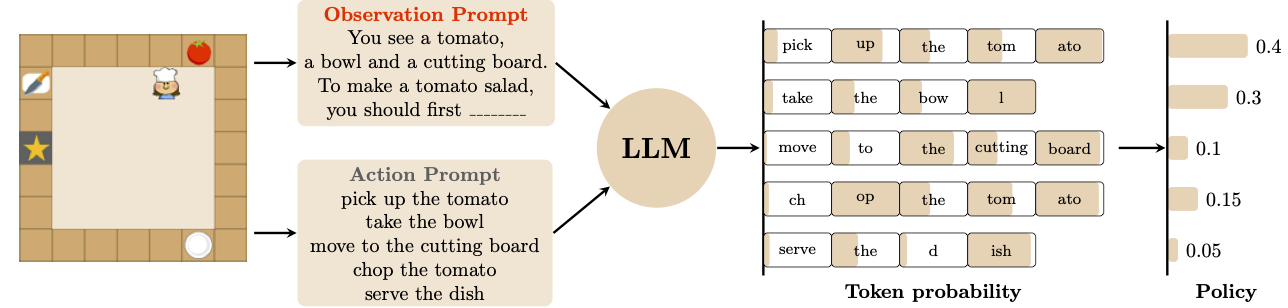 Observation Prompt
You see a tomato,
a bowl and a cutting board.
To make a tomato salad,
you should first ________
Action Prompt
pick up the tomato
take the bowl
move to the cutting board
chop the tomato
serve the dish
LLM
pick up the tom ato
take the bow l
move to the cutting board
ch op the tom ato
serve the d ish
Token probability
0.4
0.3
0.1
0.15
0.05
Policy